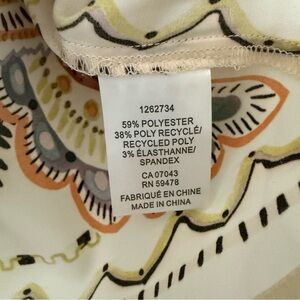 1262734
59% POLYESTER
38% POLY RECYCLÉ/
RECYCLED POLY
3% ÉLASTHANNE/
SPANDEX
CA 07043
RN 59478
FABRIQUÉ EN CHINE
MADE IN CHINA